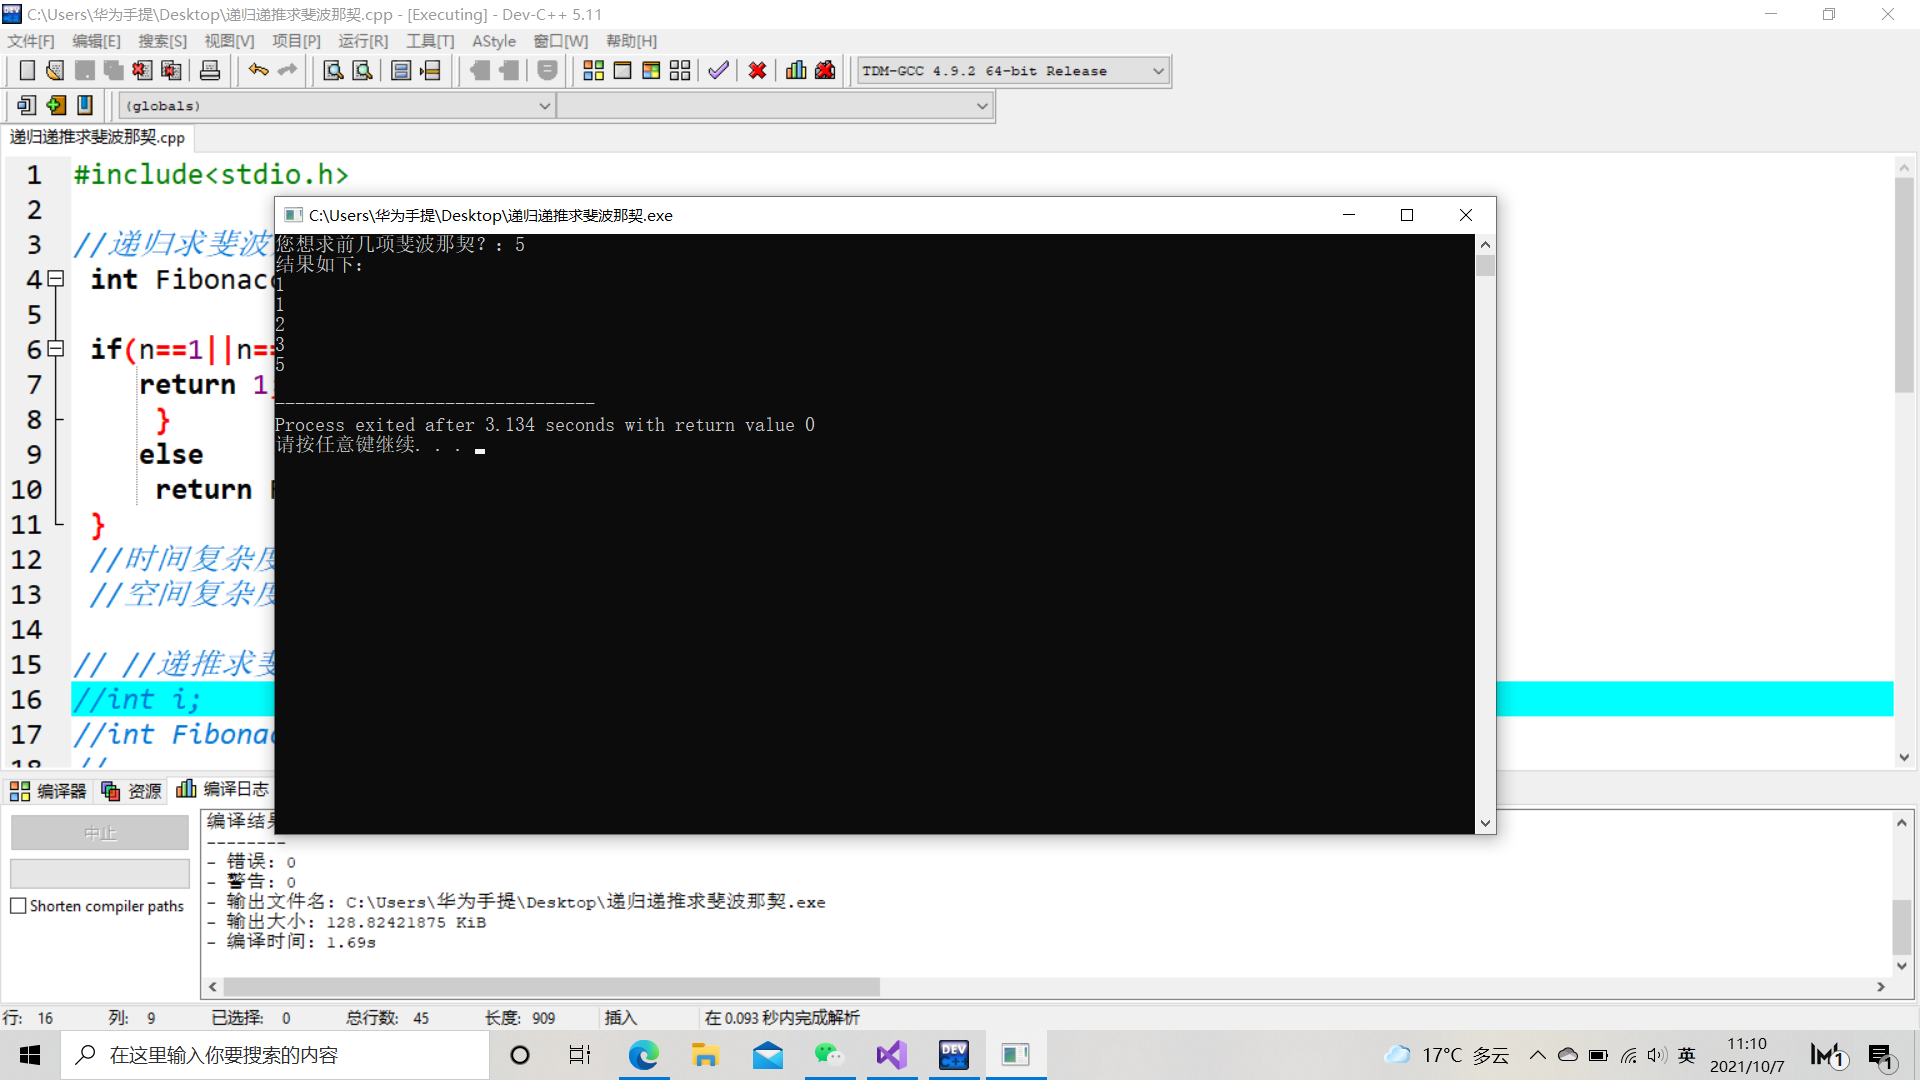 C:\Users\华为手提\Desktop\递归递推求斐波那契.cpp - [Executing] - Dev-C++ 5.11
文件[F] 编辑[E] 搜索[S] 视图[V] 项目[P] 运行[R] 工具[T] AStyle 窗口[W] 帮助[H]
TDM-GCC 4.9.2 64-bit Release
(globals)
递归递推求斐波那契.cpp
1 #include<stdio.h>
2
3 //递归求斐波
4 int Fibonac
5
6 if(n==1||n==
7 return 1;
8 }
9 else
10 return
11 }
12 //时间复杂度
13 //空间复杂度
14
15 // //递推求斐
16 //int i;
17 //int Fibonac
18 //
C:\Users\华为手提\Desktop\递归递推求斐波那契.exe
您想求前几项斐波那契？：5
结果如下：
1
1
2
3
5
--------------------------------
Process exited after 3.134 seconds with return value 0
请按任意键继续. . .
编译器 资源 编译日志
中止
Shorten compiler paths
编译结果
--------
- 错误: 0
- 警告: 0
- 输出文件名: C:\Users\华为手提\Desktop\递归递推求斐波那契.exe
- 输出大小: 128.82421875 KiB
- 编译时间: 1.69s
行: 16 列: 9 已选择: 0 总行数: 45 长度: 909 插入 在 0.093 秒内完成解析
在这里输入你要搜索的内容
DEV C++
17°C 多云
英
11:10
2021/10/7
1
1